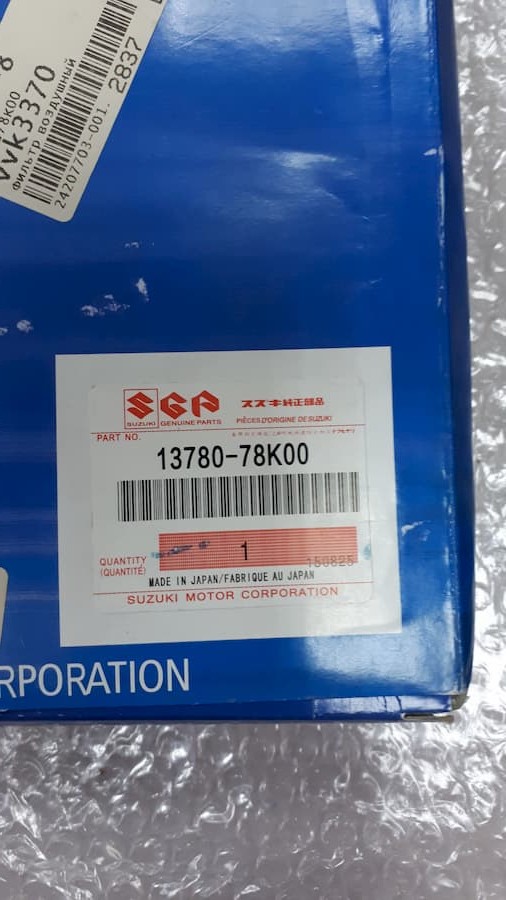 78K00
vvk3370
Фильтр воздушный
24207703-001. 2837
SGP
SUZUKI GENUINE PARTS
スズキ純正部品
PIÈCES D'ORIGINE DE SUZUKI
PART NO.
13780-78K00
QUANTITY
(QUANTITÉ)
1
150825
MADE IN JAPAN/FABRIQUE AU JAPAN
SUZUKI MOTOR CORPORATION
RPORATION